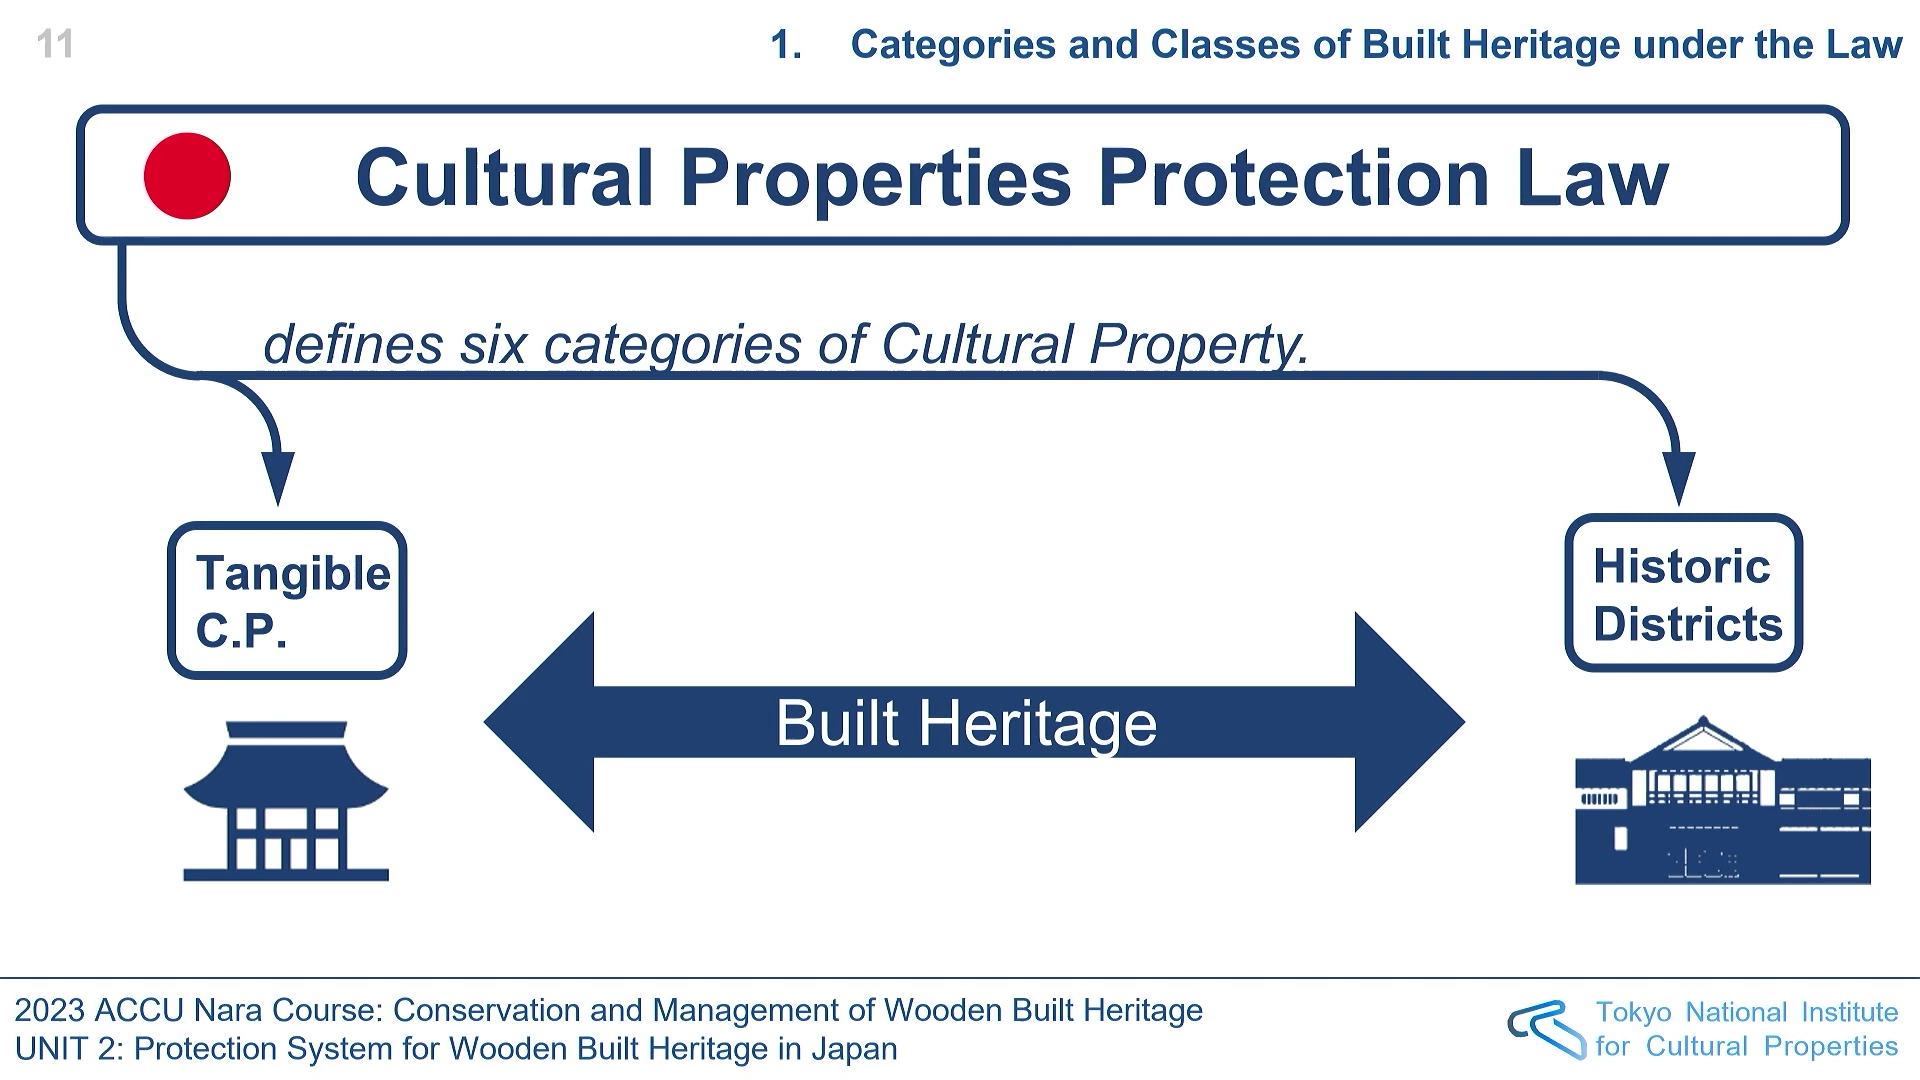 11
1. Categories and Classes of Built Heritage under the Law
Cultural Properties Protection Law
defines six categories of Cultural Property.
Tangible
C.P.
Historic
Districts
Built Heritage
2023 ACCU Nara Course: Conservation and Management of Wooden Built Heritage
UNIT 2: Protection System for Wooden Built Heritage in Japan
Tokyo National Institute
for Cultural Properties